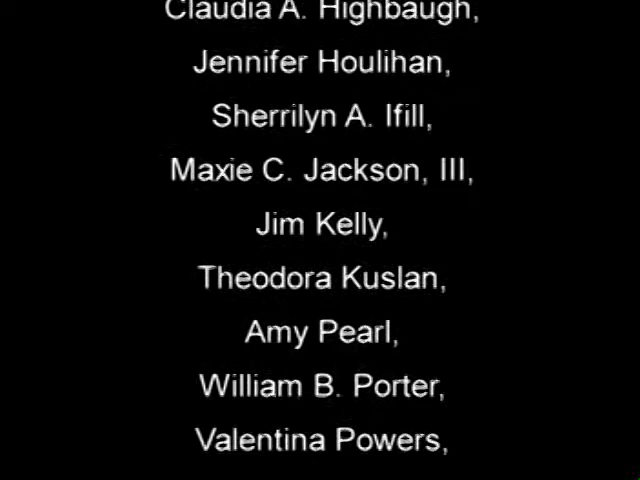 Claudia A. Highbaugh,
Jennifer Houlihan,
Sherrilyn A. Ifill,
Maxie C. Jackson, III,
Jim Kelly,
Theodora Kuslan,
Amy Pearl,
William B. Porter,
Valentina Powers,